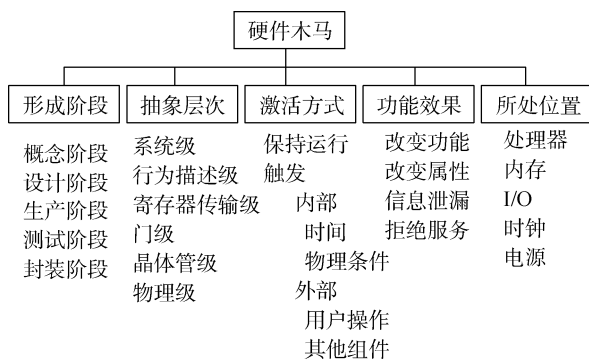 硬件木马
形成阶段
概念阶段
设计阶段
生产阶段
测试阶段
封装阶段
抽象层次
系统级
行为描述级
寄存器传输级
门级
晶体管级
物理级
激活方式
保持运行
触发
内部
时间
物理条件
外部
用户操作
其他组件
功能效果
改变功能
改变属性
信息泄漏
拒绝服务
所处位置
处理器
内存
I/O
时钟
电源